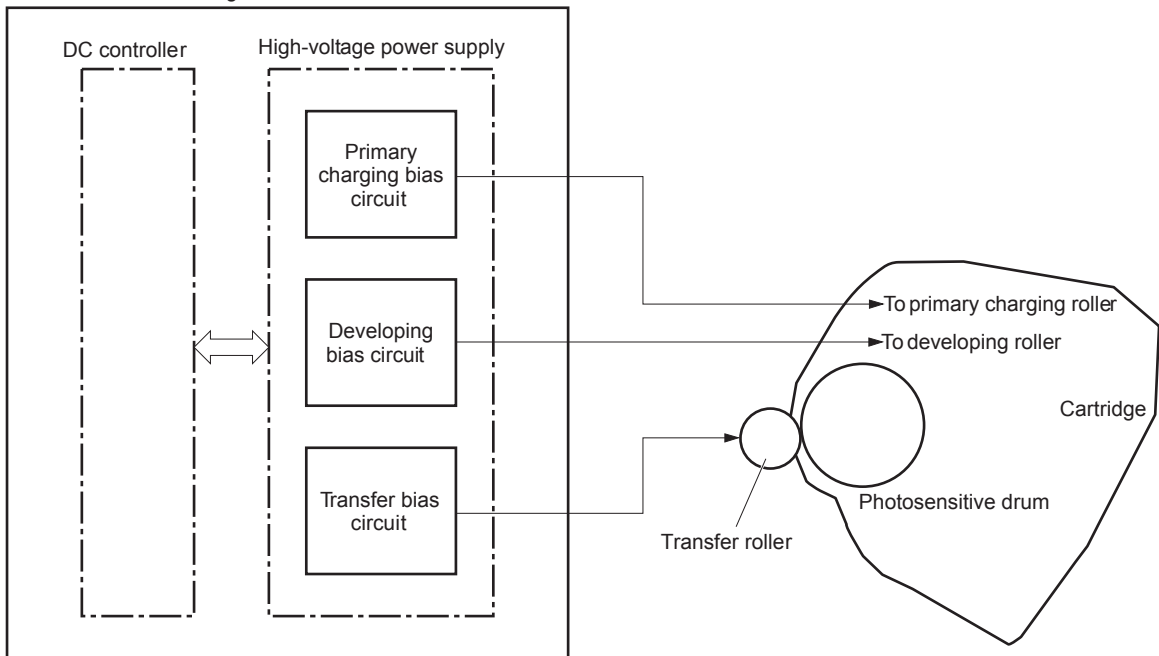 DC controller
High-voltage power supply
Primary
charging bias
circuit
Developing
bias circuit
Transfer bias
circuit
To primary charging roller
To developing roller
Cartridge
Photosensitive drum
Transfer roller